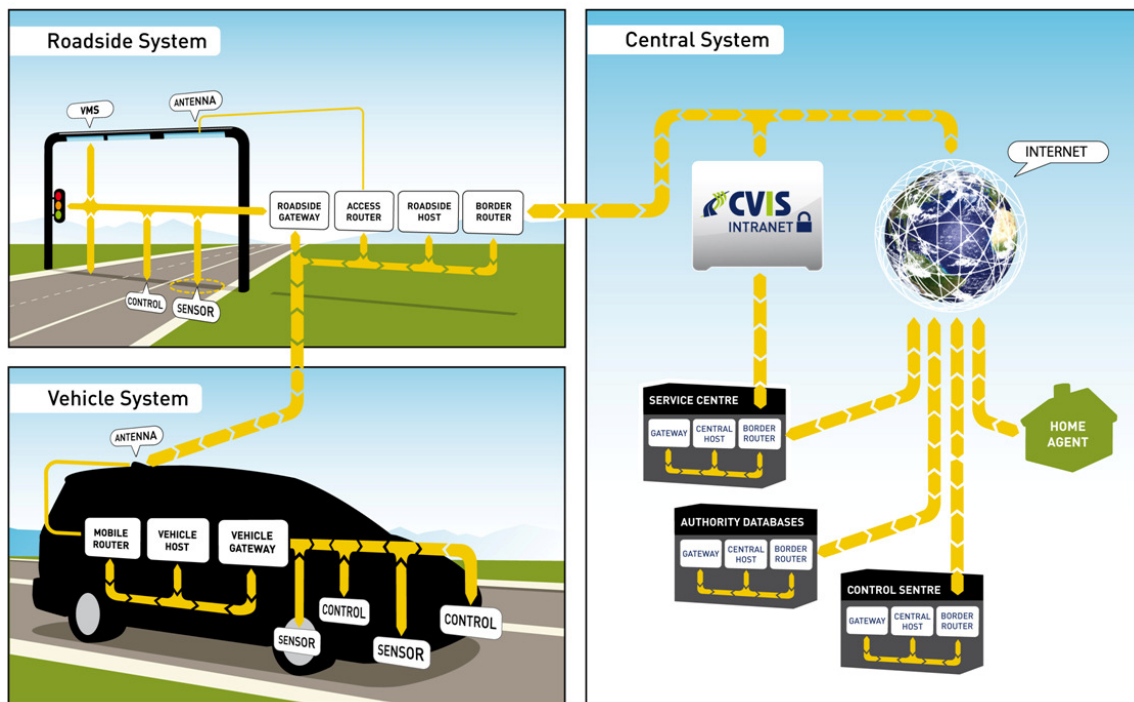 Roadside System
VMS
ANTENNA
ROADSIDE
GATEWAY
ACCESS
ROUTER
ROADSIDE
HOST
BORDER
ROUTER
CONTROL
SENSOR
Vehicle System
ANTENNA
MOBILE
ROUTER
VEHICLE
HOST
VEHICLE
GATEWAY
SENSOR
CONTROL
SENSOR
CONTROL
Central System
INTERNET
CVIS
INTRANET
SERVICE CENTRE
GATEWAY
CENTRAL
HOST
BORDER
ROUTER
HOME
AGENT
AUTHORITY DATABASES
GATEWAY
CENTRAL
HOST
BORDER
ROUTER
CONTROL SENTRE
GATEWAY
CENTRAL
HOST
BORDER
ROUTER